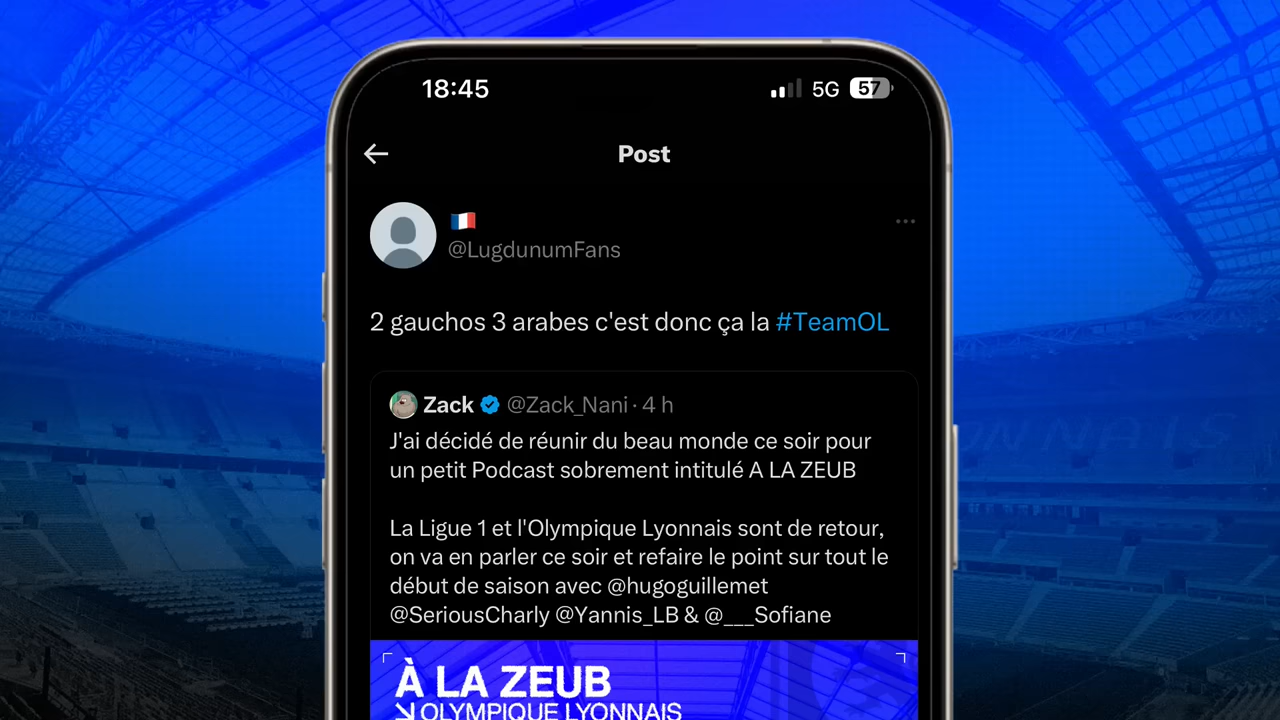 18:45
5G 57
Post
🇫🇷
@LugdunumFans
2 gauchos 3 arabes c'est donc ça la #TeamOL
Zack @Zack_Nani · 4 h
J'ai décidé de réunir du beau monde ce soir pour
un petit Podcast sobrement intitulé A LA ZEUB
La Ligue 1 et l'Olympique Lyonnais sont de retour,
on va en parler ce soir et refaire le point sur tout le
début de saison avec @hugoguillemet
@SeriousCharly @Yannis_LB & @___Sofiane
À LA ZEUB
↘ OLYMPIQUE LYONNAIS